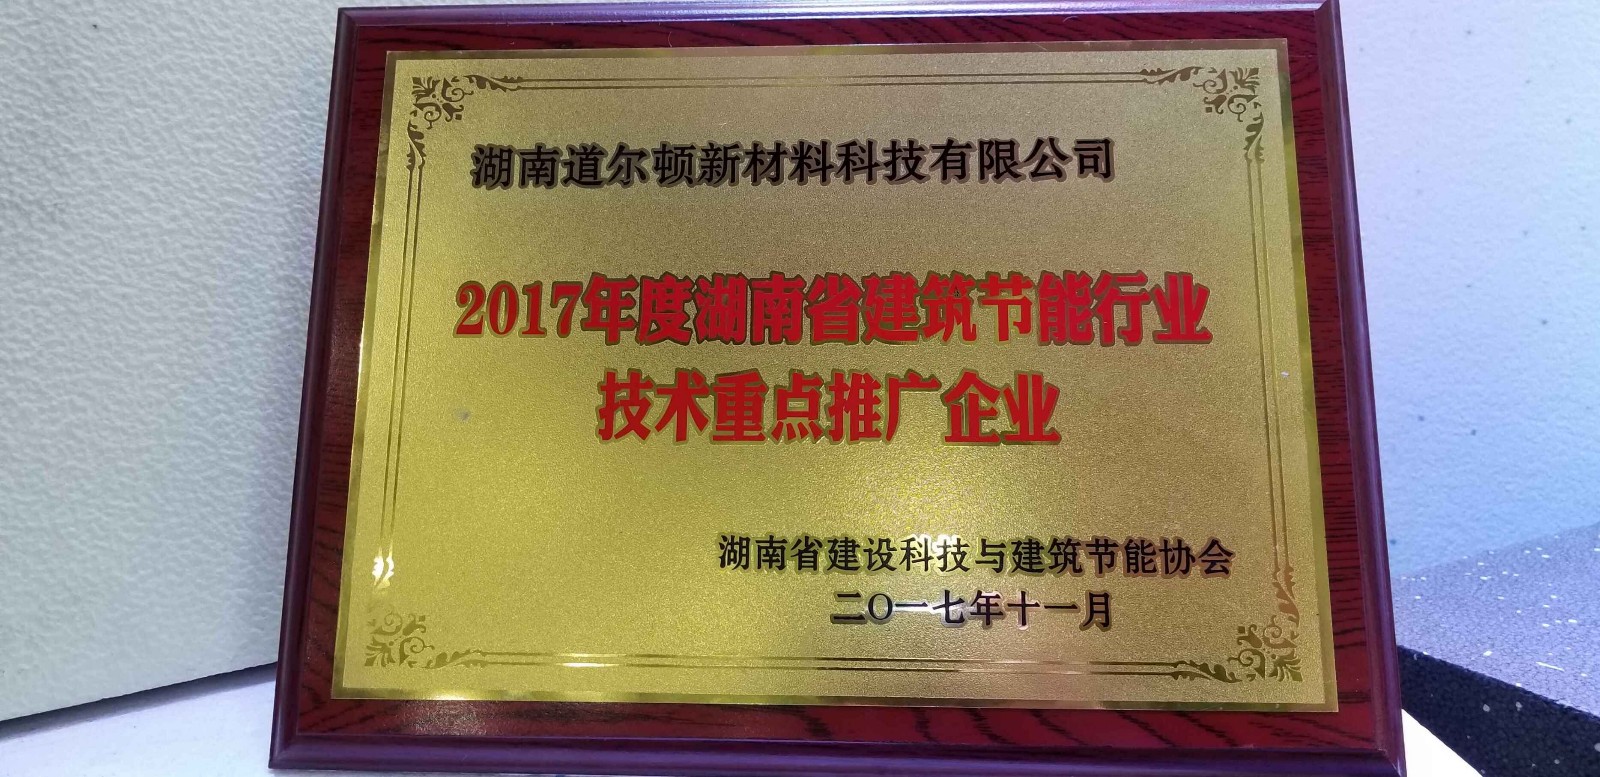 湖南道尔顿新材料科技有限公司
2017年度湖南省建筑节能行业
技术重点推广企业
湖南省建设科技与建筑节能协会
二〇一七年十一月